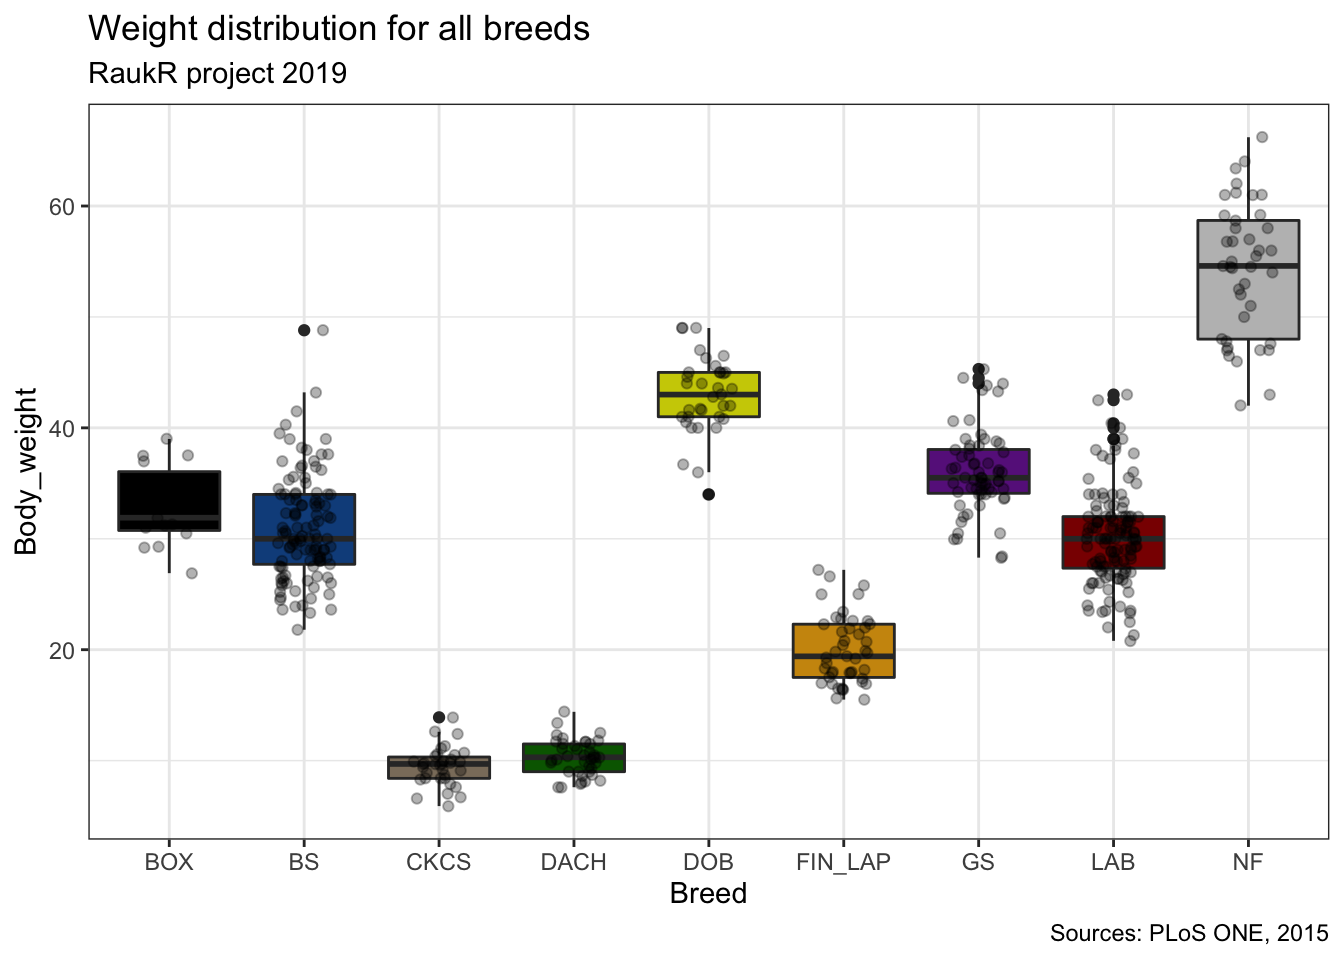 Weight distribution for all breeds
RaukR project 2019
Body_weight
60
40
20
BOX BS CKCS DACH DOB FIN_LAP GS LAB NF
Breed
Sources: PLoS ONE, 2015